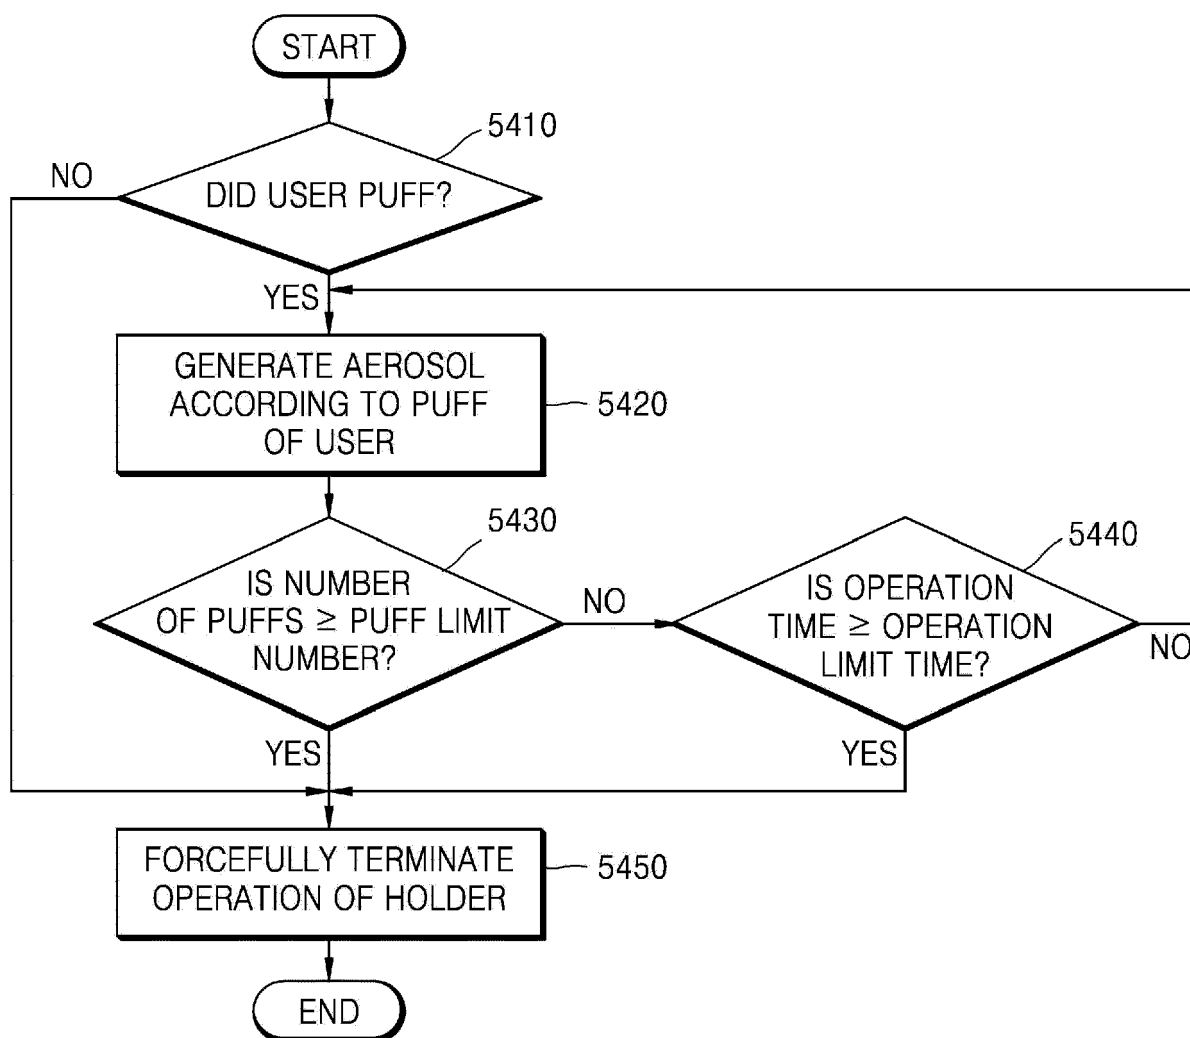 START
5410
NO
DID USER PUFF?
YES
GENERATE AEROSOL
ACCORDING TO PUFF
OF USER
5420
5430
IS NUMBER
OF PUFFS ≥ PUFF LIMIT
NUMBER?
NO
5440
IS OPERATION
TIME ≥ OPERATION
LIMIT TIME?
NO
YES
YES
FORCEFULLY TERMINATE
OPERATION OF HOLDER
5450
END